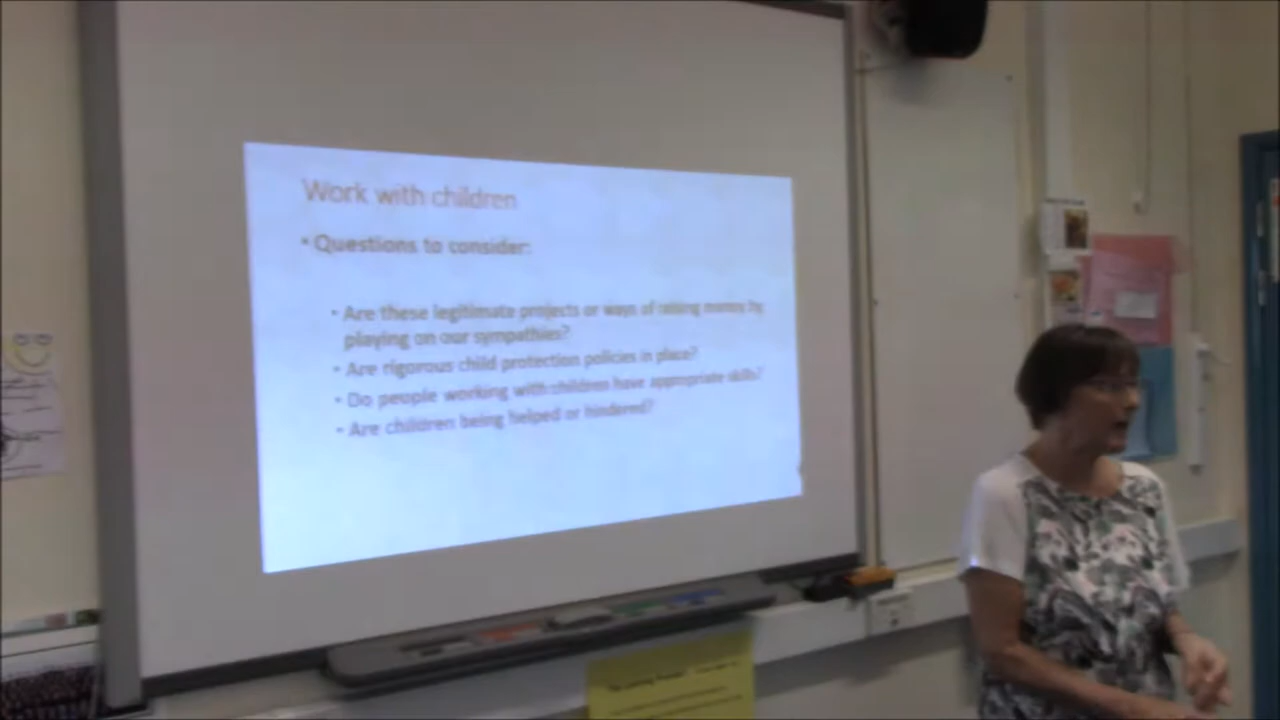 Work with children
• Questions to consider:
• Are these legitimate projects or ways of raising money by
playing on our sympathies?
• Are rigorous child protection policies in place?
• Do people working with children have appropriate skills?
• Are children being helped or hindered?